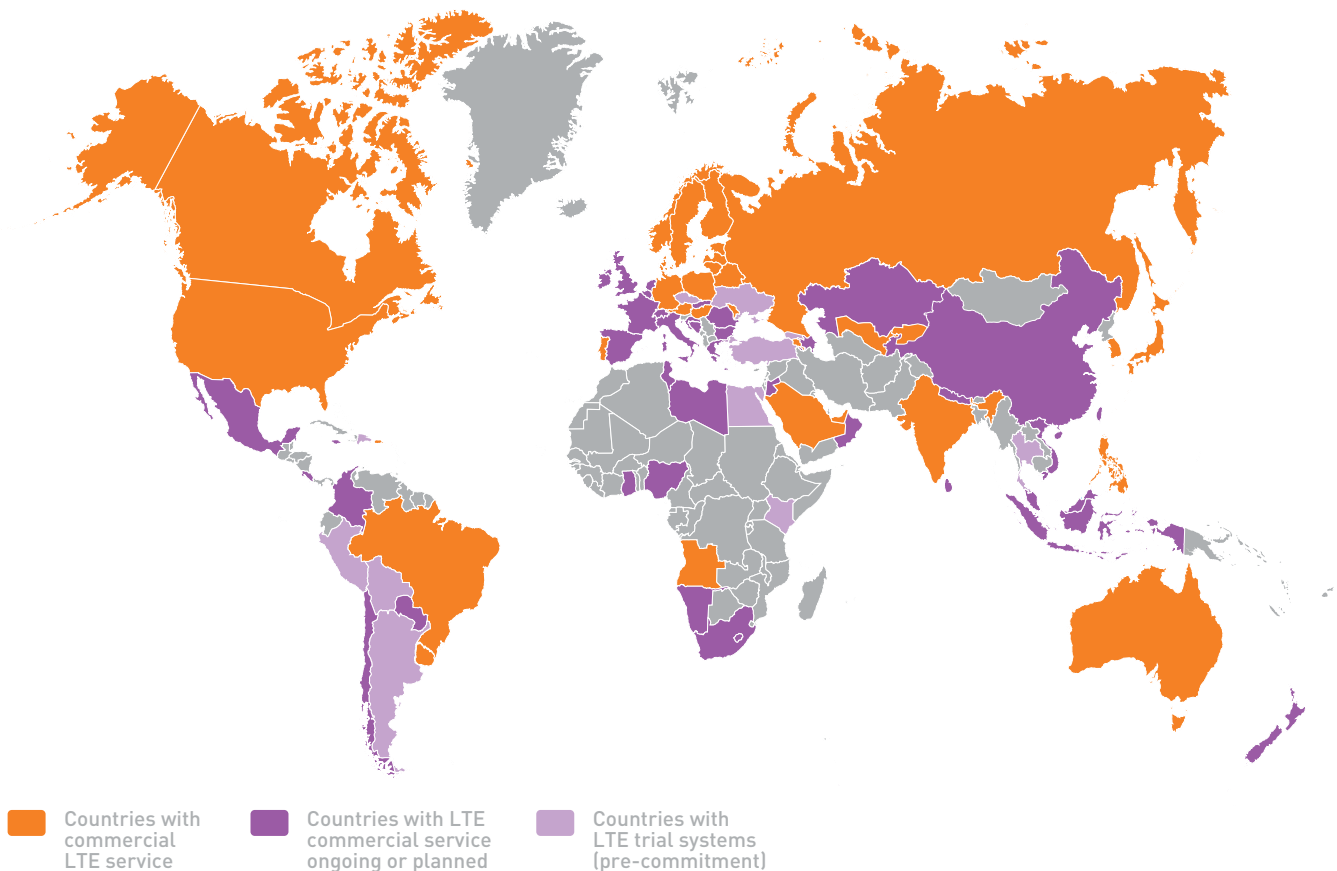 Countries with
commercial
LTE service
Countries with LTE
commercial service
ongoing or planned
Countries with
LTE trial systems
(pre-commitment)